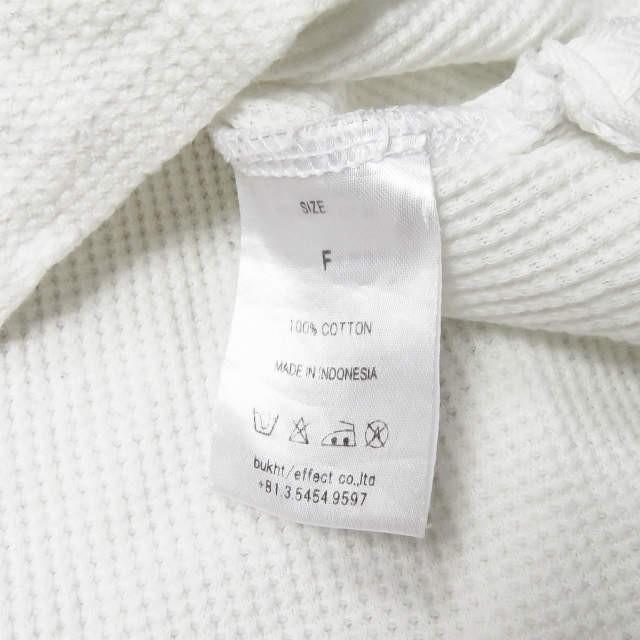 SIZE
F
100% COTTON
MADE IN INDONESIA
bukht/effect co.,ltd
+81 3 5454 9597